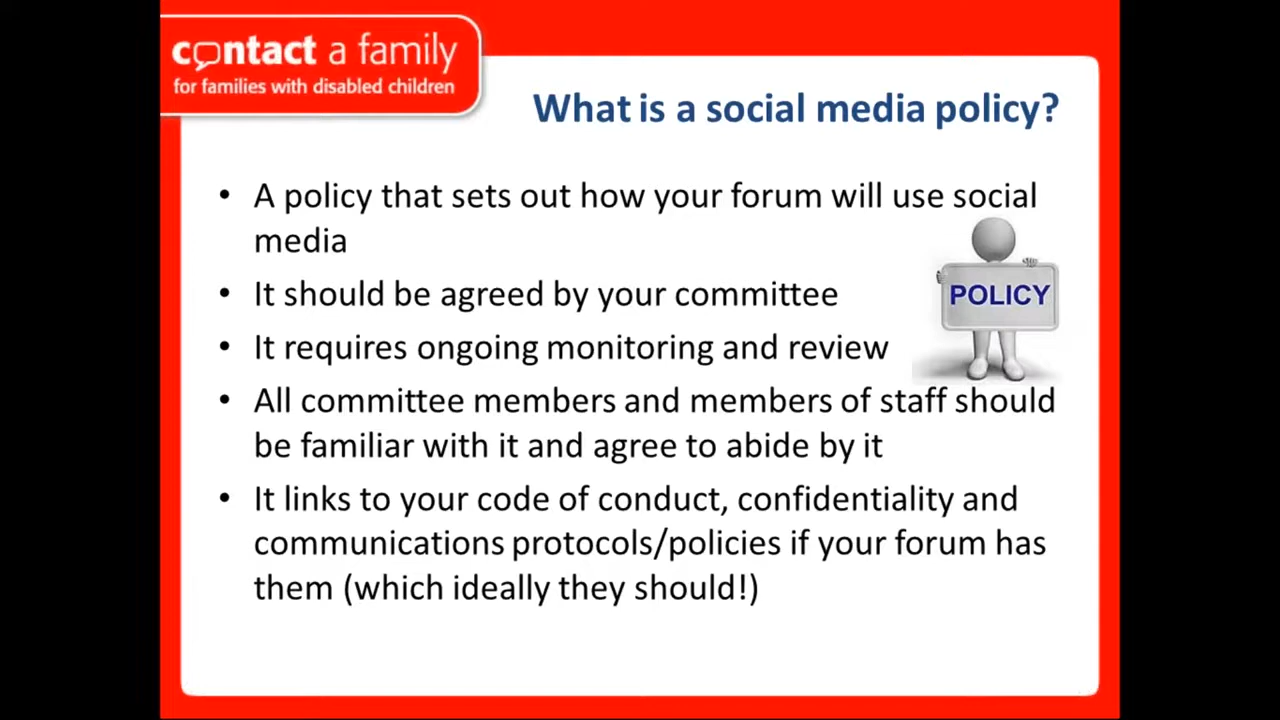 contact a family
for families with disabled children
What is a social media policy?
• A policy that sets out how your forum will use social
media
POLICY
• It should be agreed by your committee
• It requires ongoing monitoring and review
• All committee members and members of staff should
be familiar with it and agree to abide by it
• It links to your code of conduct, confidentiality and
communications protocols/policies if your forum has
them (which ideally they should!)